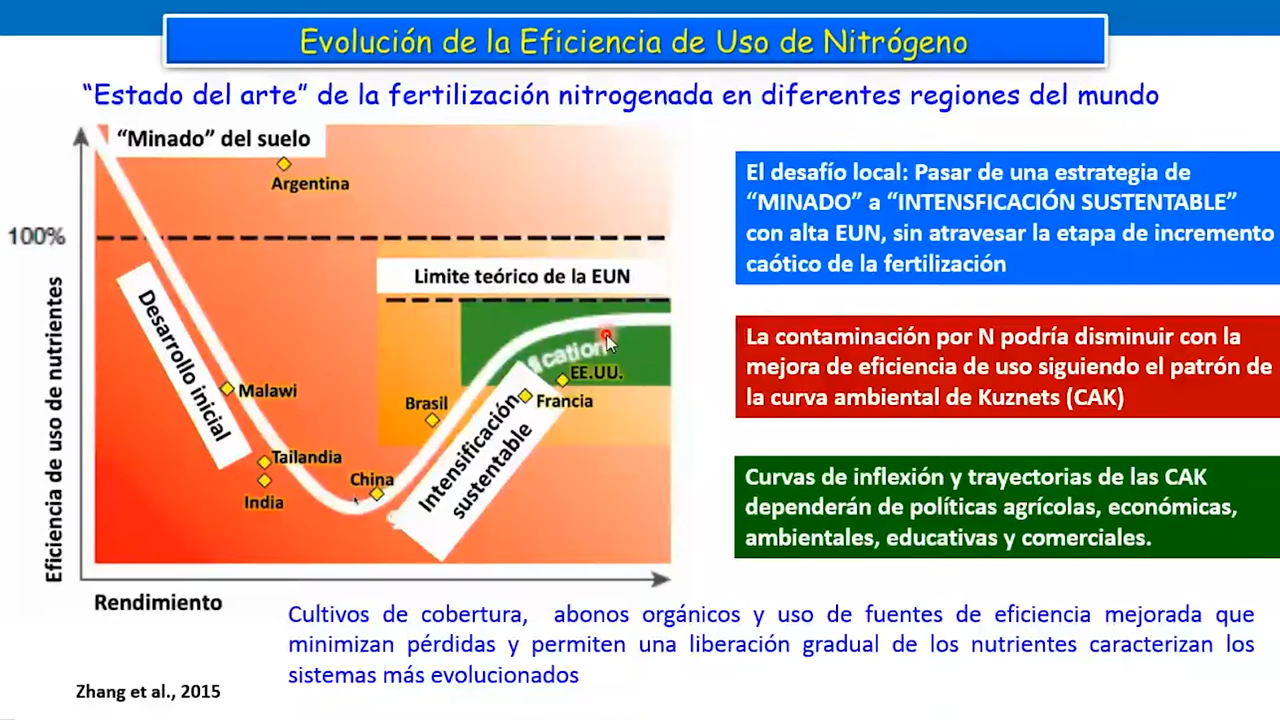 Evolución de la Eficiencia de Uso de Nitrógeno
“Estado del arte” de la fertilización nitrogenada en diferentes regiones del mundo
“Minado” del suelo
Argentina
100%
Limite teórico de la EUN
Eficiencia de uso de nutrientes
Desarrollo inicial
Malawi
Tailandia
India
China
Brasil
Intensificación
sustentable
fication
EE.UU.
Francia
Rendimiento
El desafío local: Pasar de una estrategia de
“MINADO” a “INTENSFICACIÓN SUSTENTABLE”
con alta EUN, sin atravesar la etapa de incremento
caótico de la fertilización
La contaminación por N podría disminuir con la
mejora de eficiencia de uso siguiendo el patrón de
la curva ambiental de Kuznets (CAK)
Curvas de inflexión y trayectorias de las CAK
dependerán de políticas agrícolas, económicas,
ambientales, educativas y comerciales.
Cultivos de cobertura, abonos orgánicos y uso de fuentes de eficiencia mejorada que
minimizan pérdidas y permiten una liberación gradual de los nutrientes caracterizan los
sistemas más evolucionados
Zhang et al., 2015